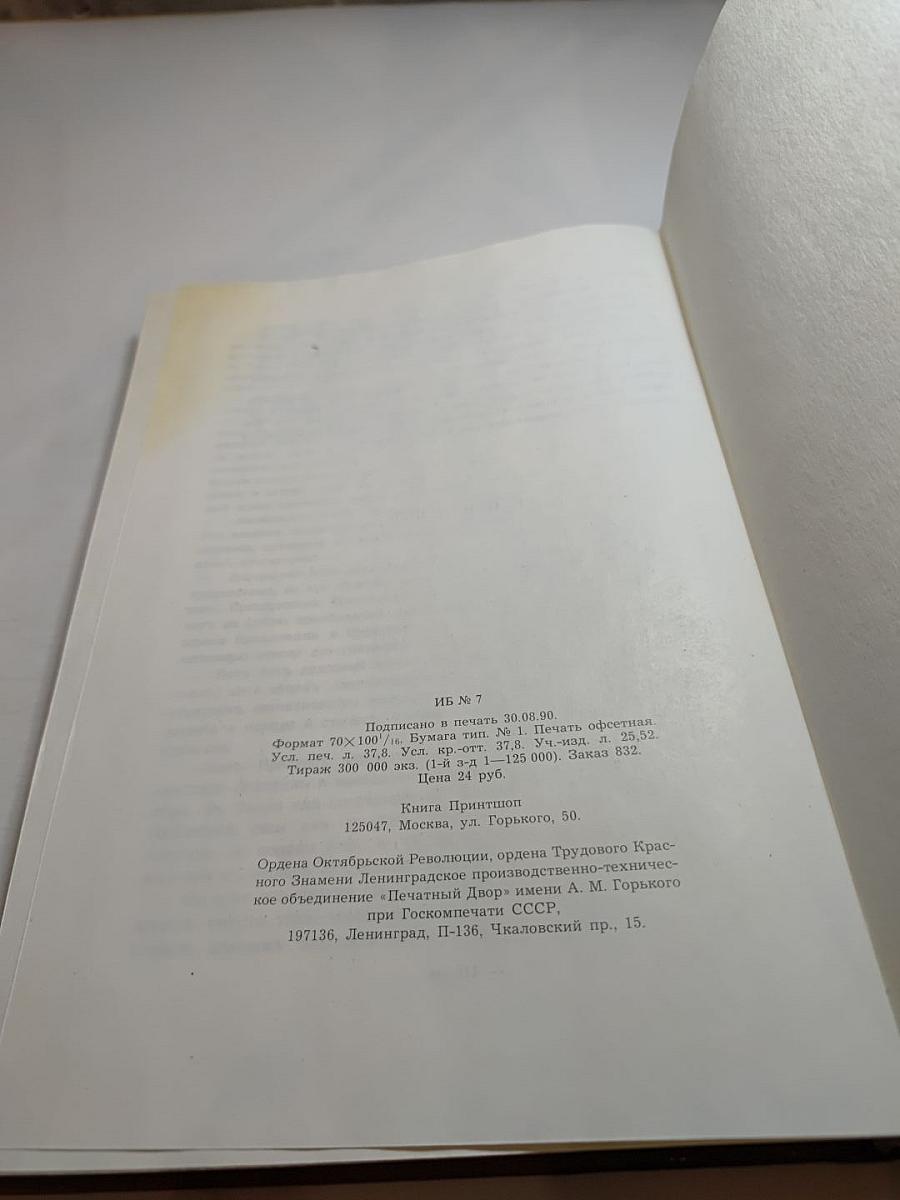 ИБ № 7
Подписано в печать 30.08.90.
Формат 70×100¹/₁₆. Бумага тип. № 1. Печать офсетная.
Усл. печ. л. 37,8. Усл. кр.-отт. 37,8. Уч.-изд. л. 25,52.
Тираж 300 000 экз. (1-й з-д 1—125 000). Заказ 832.
Цена 24 руб.
Книга Принтшоп
125047, Москва, ул. Горького, 50.
Ордена Октябрьской Революции, ордена Трудового Крас-
ного Знамени Ленинградское производственно-техничес-
кое объединение «Печатный Двор» имени А. М. Горького
при Госкомпечати СССР,
197136, Ленинград, П-136, Чкаловский пр., 15.